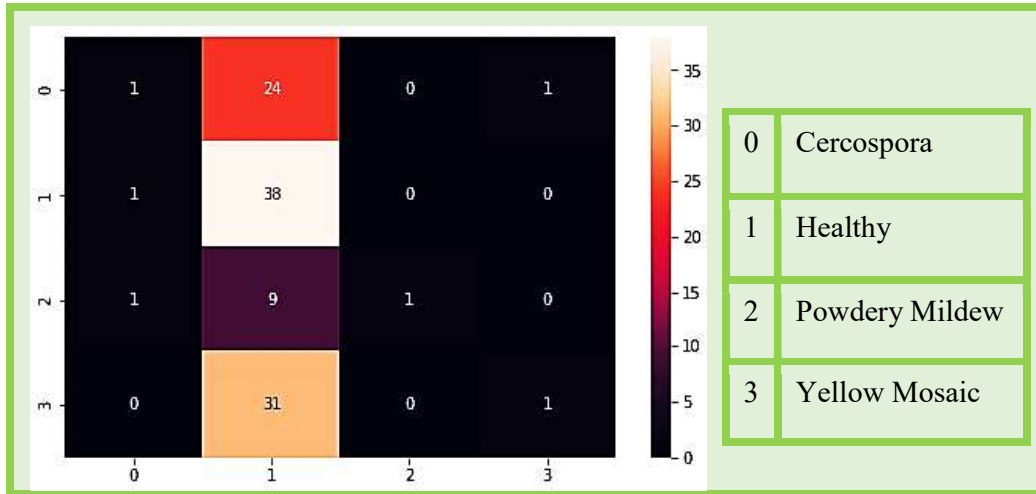 0 1 24 0 1
1 1 38 0 0
2 1 9 1 0
3 0 31 0 1
0 1 2 3
35
30
25
20
15
10
5
0
0 Cercospora
1 Healthy
2 Powdery Mildew
3 Yellow Mosaic